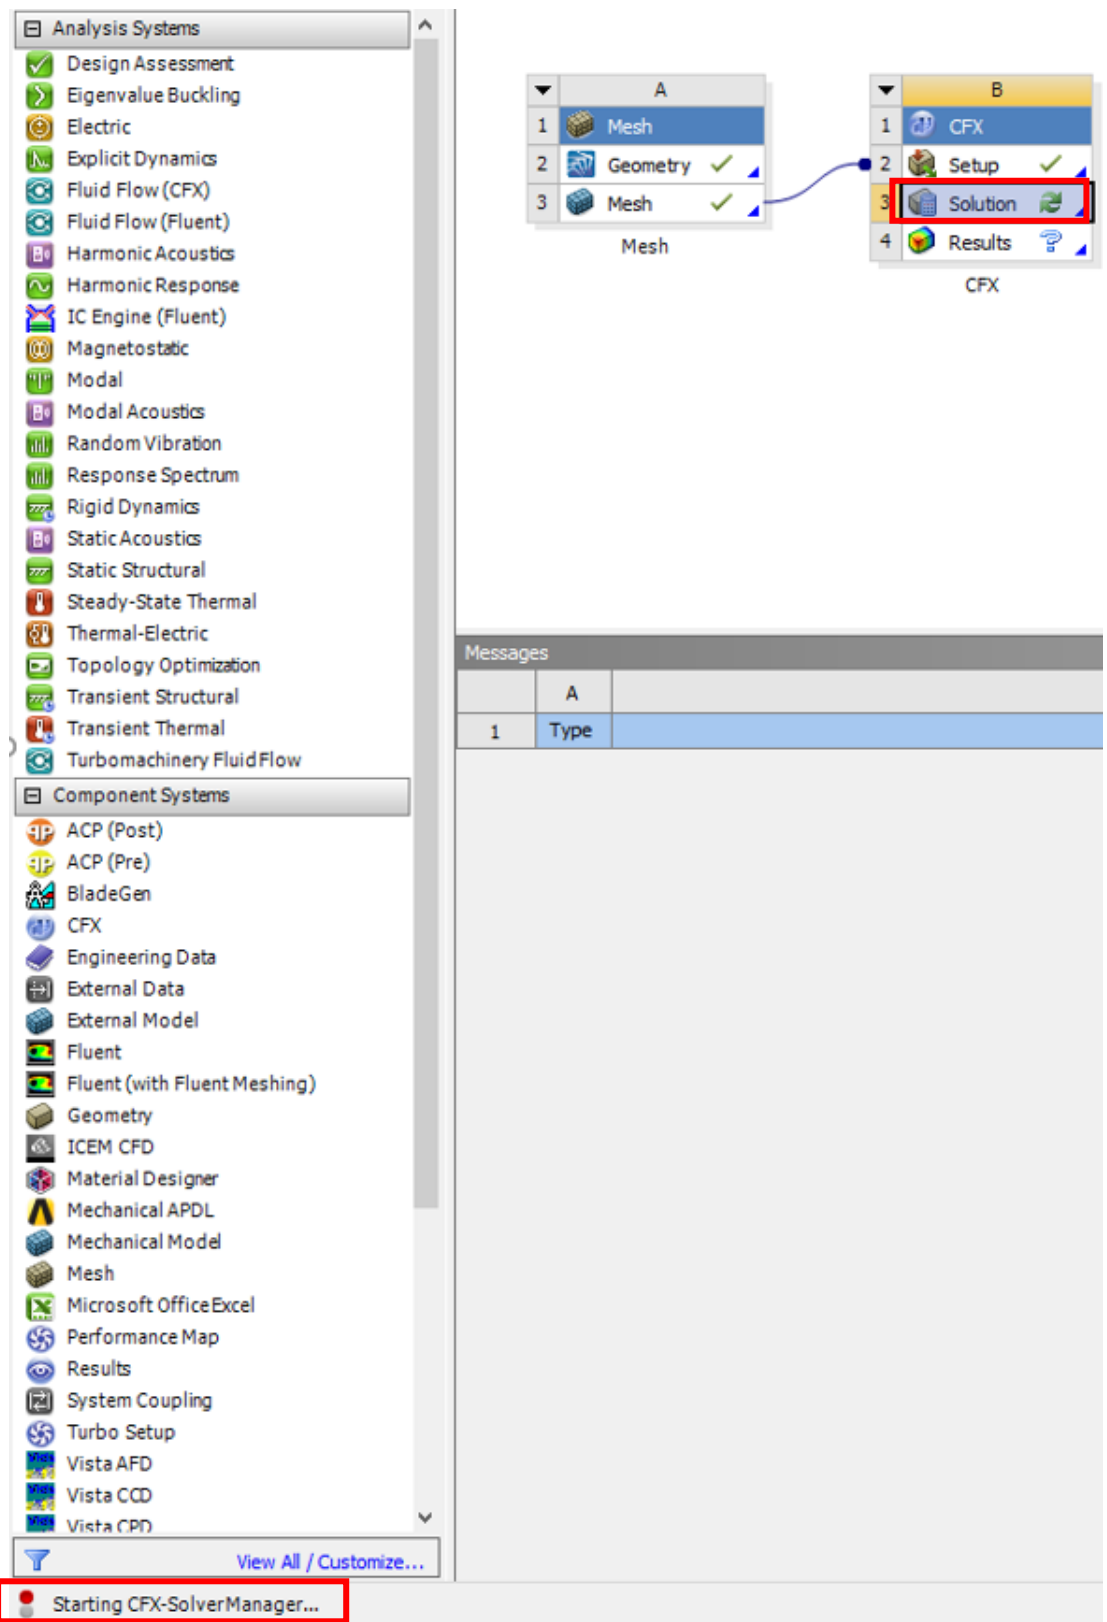 Analysis Systems
Design Assessment
Eigenvalue Buckling
Electric
Explicit Dynamics
Fluid Flow (CFX)
Fluid Flow (Fluent)
Harmonic Acoustics
Harmonic Response
IC Engine (Fluent)
Magnetostatic
Modal
Modal Acoustics
Random Vibration
Response Spectrum
Rigid Dynamics
Static Acoustics
Static Structural
Steady-State Thermal
Thermal-Electric
Topology Optimization
Transient Structural
Transient Thermal
Turbomachinery Fluid Flow
Component Systems
ACP (Post)
ACP (Pre)
BladeGen
CFX
Engineering Data
External Data
External Model
Fluent
Fluent (with Fluent Meshing)
Geometry
ICEM CFD
Material Designer
Mechanical APDL
Mechanical Model
Mesh
Microsoft Office Excel
Performance Map
Results
System Coupling
Turbo Setup
Vista AFD
Vista CCD
Vista CPD
View All / Customize...
Starting CFX-Solver Manager...
A
1 Mesh
2 Geometry
3 Mesh
Mesh
B
1 CFX
2 Setup
3 Solution
4 Results
CFX
Messages
A
1 Type